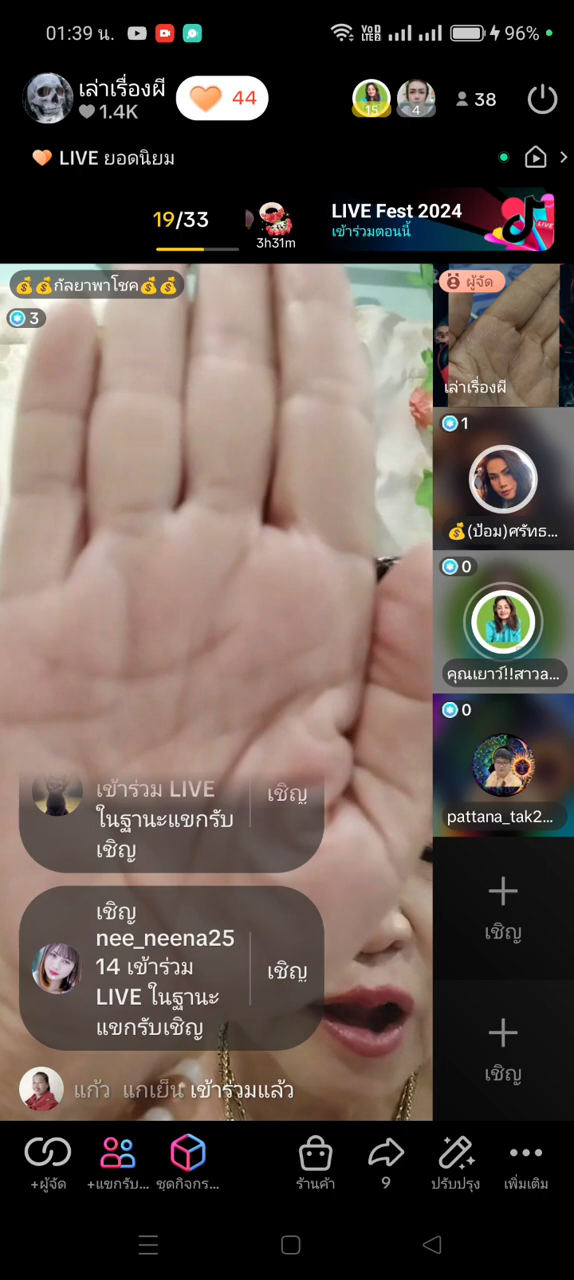 01:39 น.
VoD LTE2
96%
เล่าเรื่องผี
1.4K
44
15
4
38
LIVE ยอดนิยม
19/33
3h31m
LIVE Fest 2024
เข้าร่วมตอนนี้
LIVE
💰💰กัลยาพาโชค💰💰
3
ผู้จัด
เล่าเรื่องผี
1
💰(ป้อม)ศรัทธ...
0
คุณเยาว์!!สาวa...
0
pattana_tak2...
เข้าร่วม LIVE
ในฐานะแขกรับ
เชิญ
เชิญ
เชิญ
nee_neena25
14 เข้าร่วม
LIVE ในฐานะ
แขกรับเชิญ
เชิญ
เชิญ
เชิญ
แก้ว แกเย็น เข้าร่วมแล้ว
+ผู้จัด
+แขกรับ...
ชุดกิจกร...
ร้านค้า
9
ปรับปรุง
เพิ่มเติม